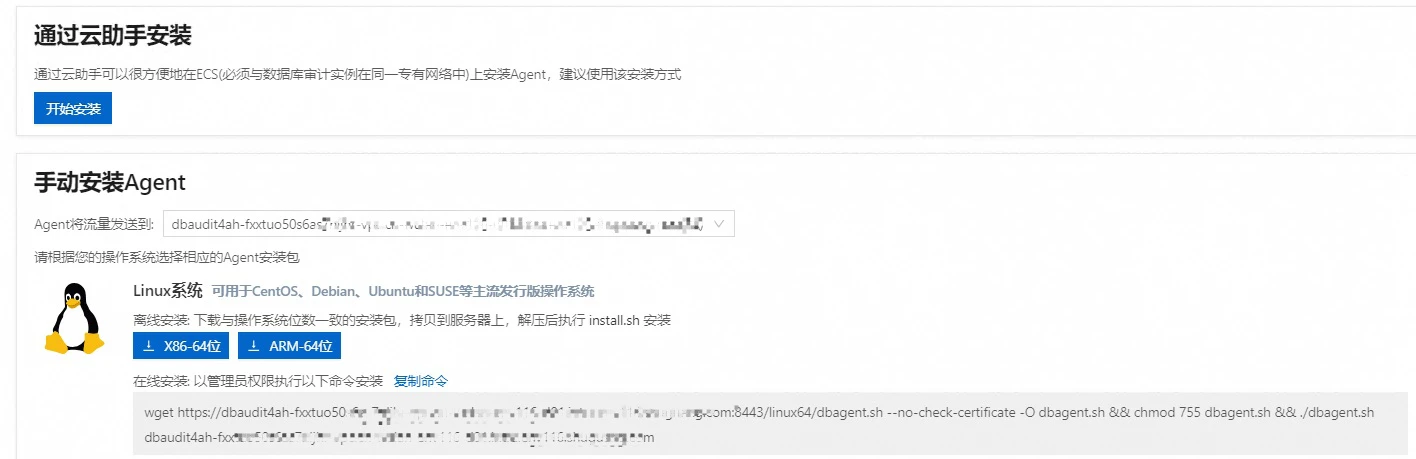 通过云助手安装
通过云助手可以很方便地在ECS(必须与数据库审计实例在同一专有网络中)上安装Agent，建议使用该安装方式
开始安装
手动安装Agent
Agent将流量发送到: dbaudit4ah-fxxtuo50s6as
请根据您的操作系统选择相应的Agent安装包
Linux系统 可用于CentOS、Debian、Ubuntu和SUSE等主流发行版操作系统
离线安装: 下载与操作系统位数一致的安装包，拷贝到服务器上，解压后执行 install.sh 安装
X86-64位 ARM-64位
在线安装: 以管理员权限执行以下命令安装 复制命令
wget https://dbaudit4ah-fxxtuo50 .com:8443/linux64/dbagent.sh --no-check-certificate -O dbagent.sh && chmod 755 dbagent.sh && ./dbagent.sh
dbaudit4ah-fxx